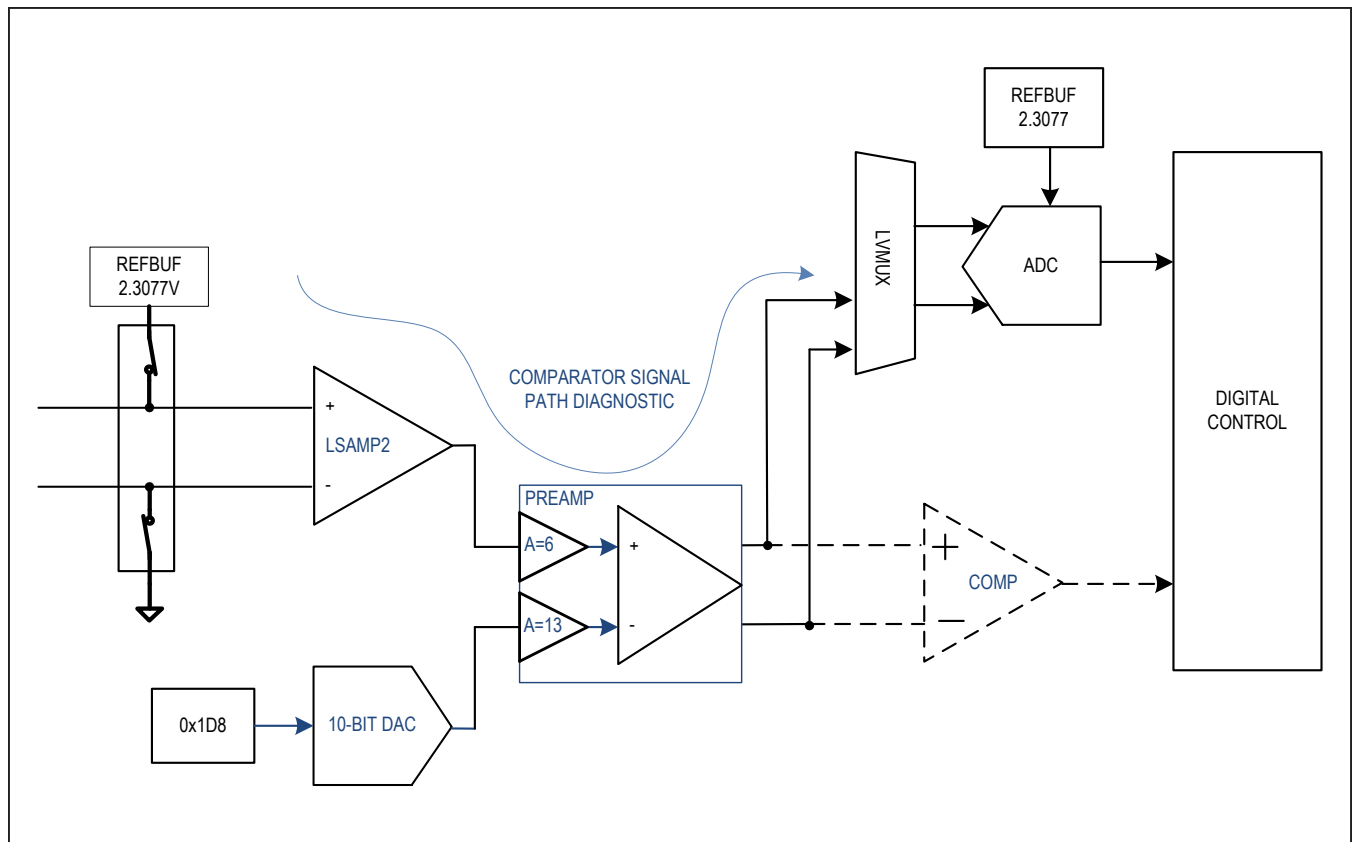 REFBUF
2.3077
REFBUF
2.3077V
LVMUX
ADC
COMPARATOR SIGNAL
PATH DIAGNOSTIC
DIGITAL
CONTROL
+
LSAMP2
-
PREAMP
A=6
+
A=13
-
+
COMP
−
0x1D8
10-BIT DAC